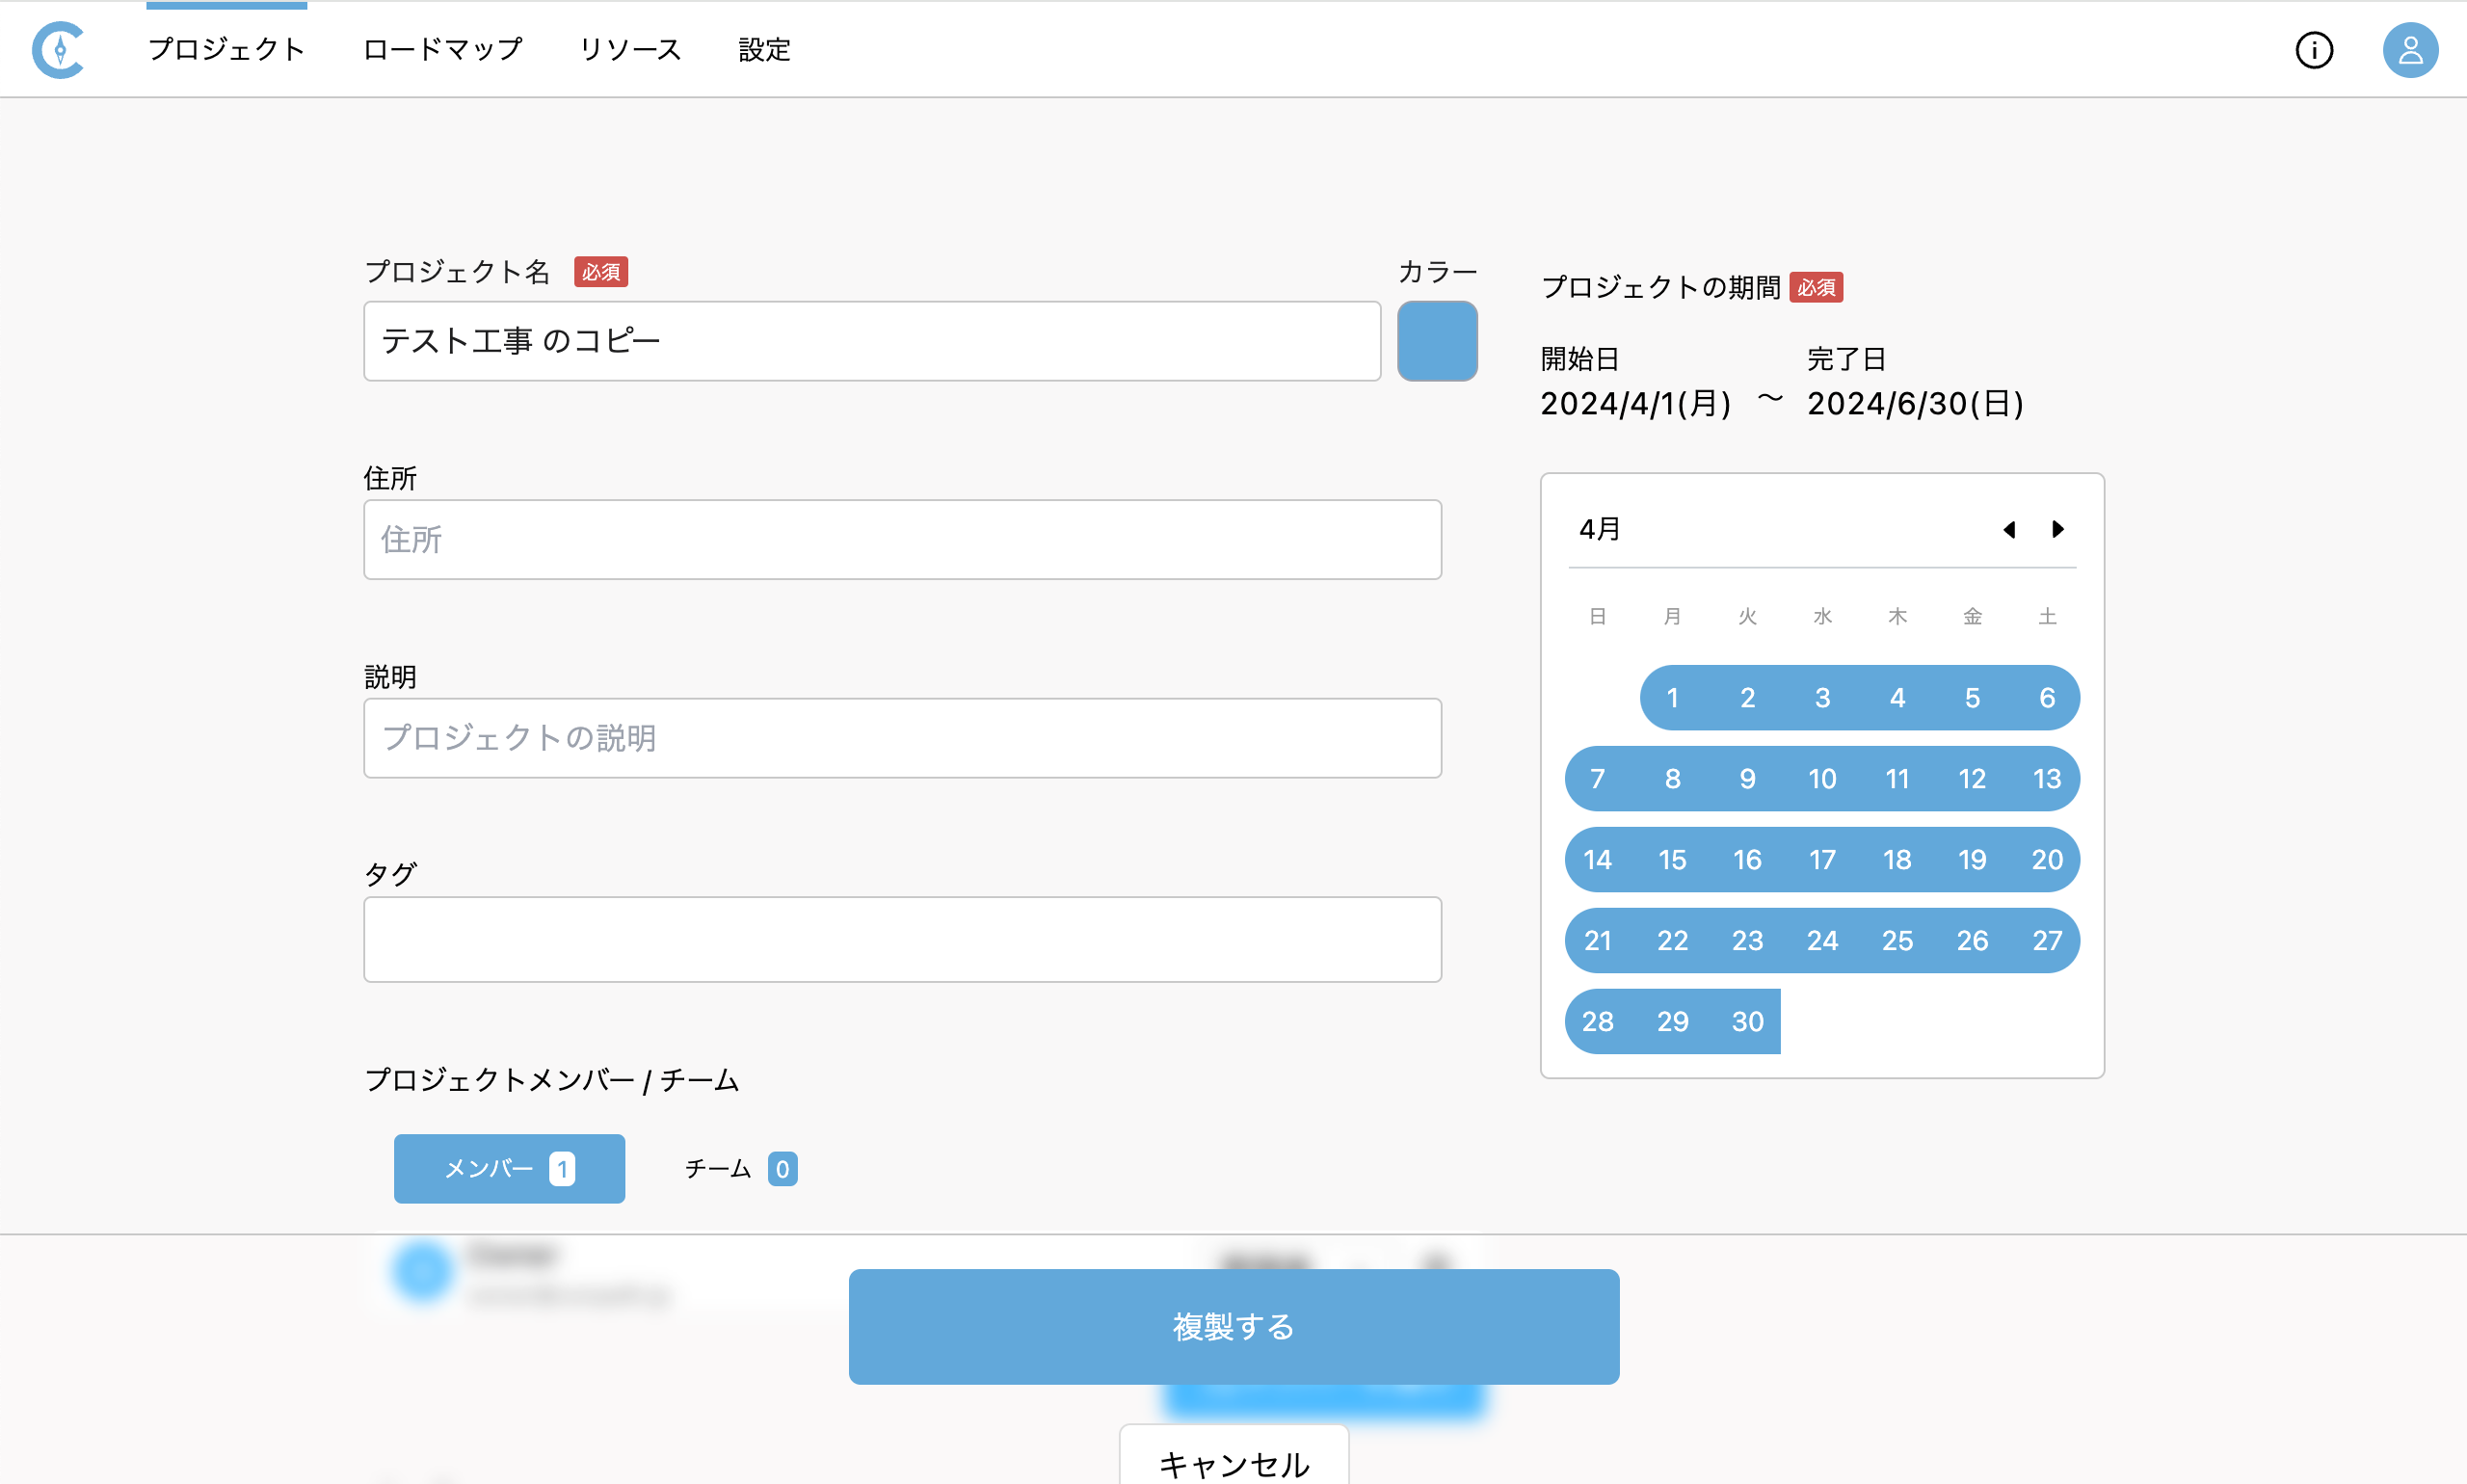 プロジェクト ロードマップ リソース 設定
プロジェクト名 必須
カラー
テスト工事 のコピー
住所
住所
説明
プロジェクトの説明
タグ
プロジェクトメンバー / チーム
メンバー 1 チーム 0
プロジェクトの期間 必須
開始日 完了日
2024/4/1(月) 〜 2024/6/30(日)
4月
日 月 火 水 木 金 土
1 2 3 4 5 6
7 8 9 10 11 12 13
14 15 16 17 18 19 20
21 22 23 24 25 26 27
28 29 30
複製する
キャンセル